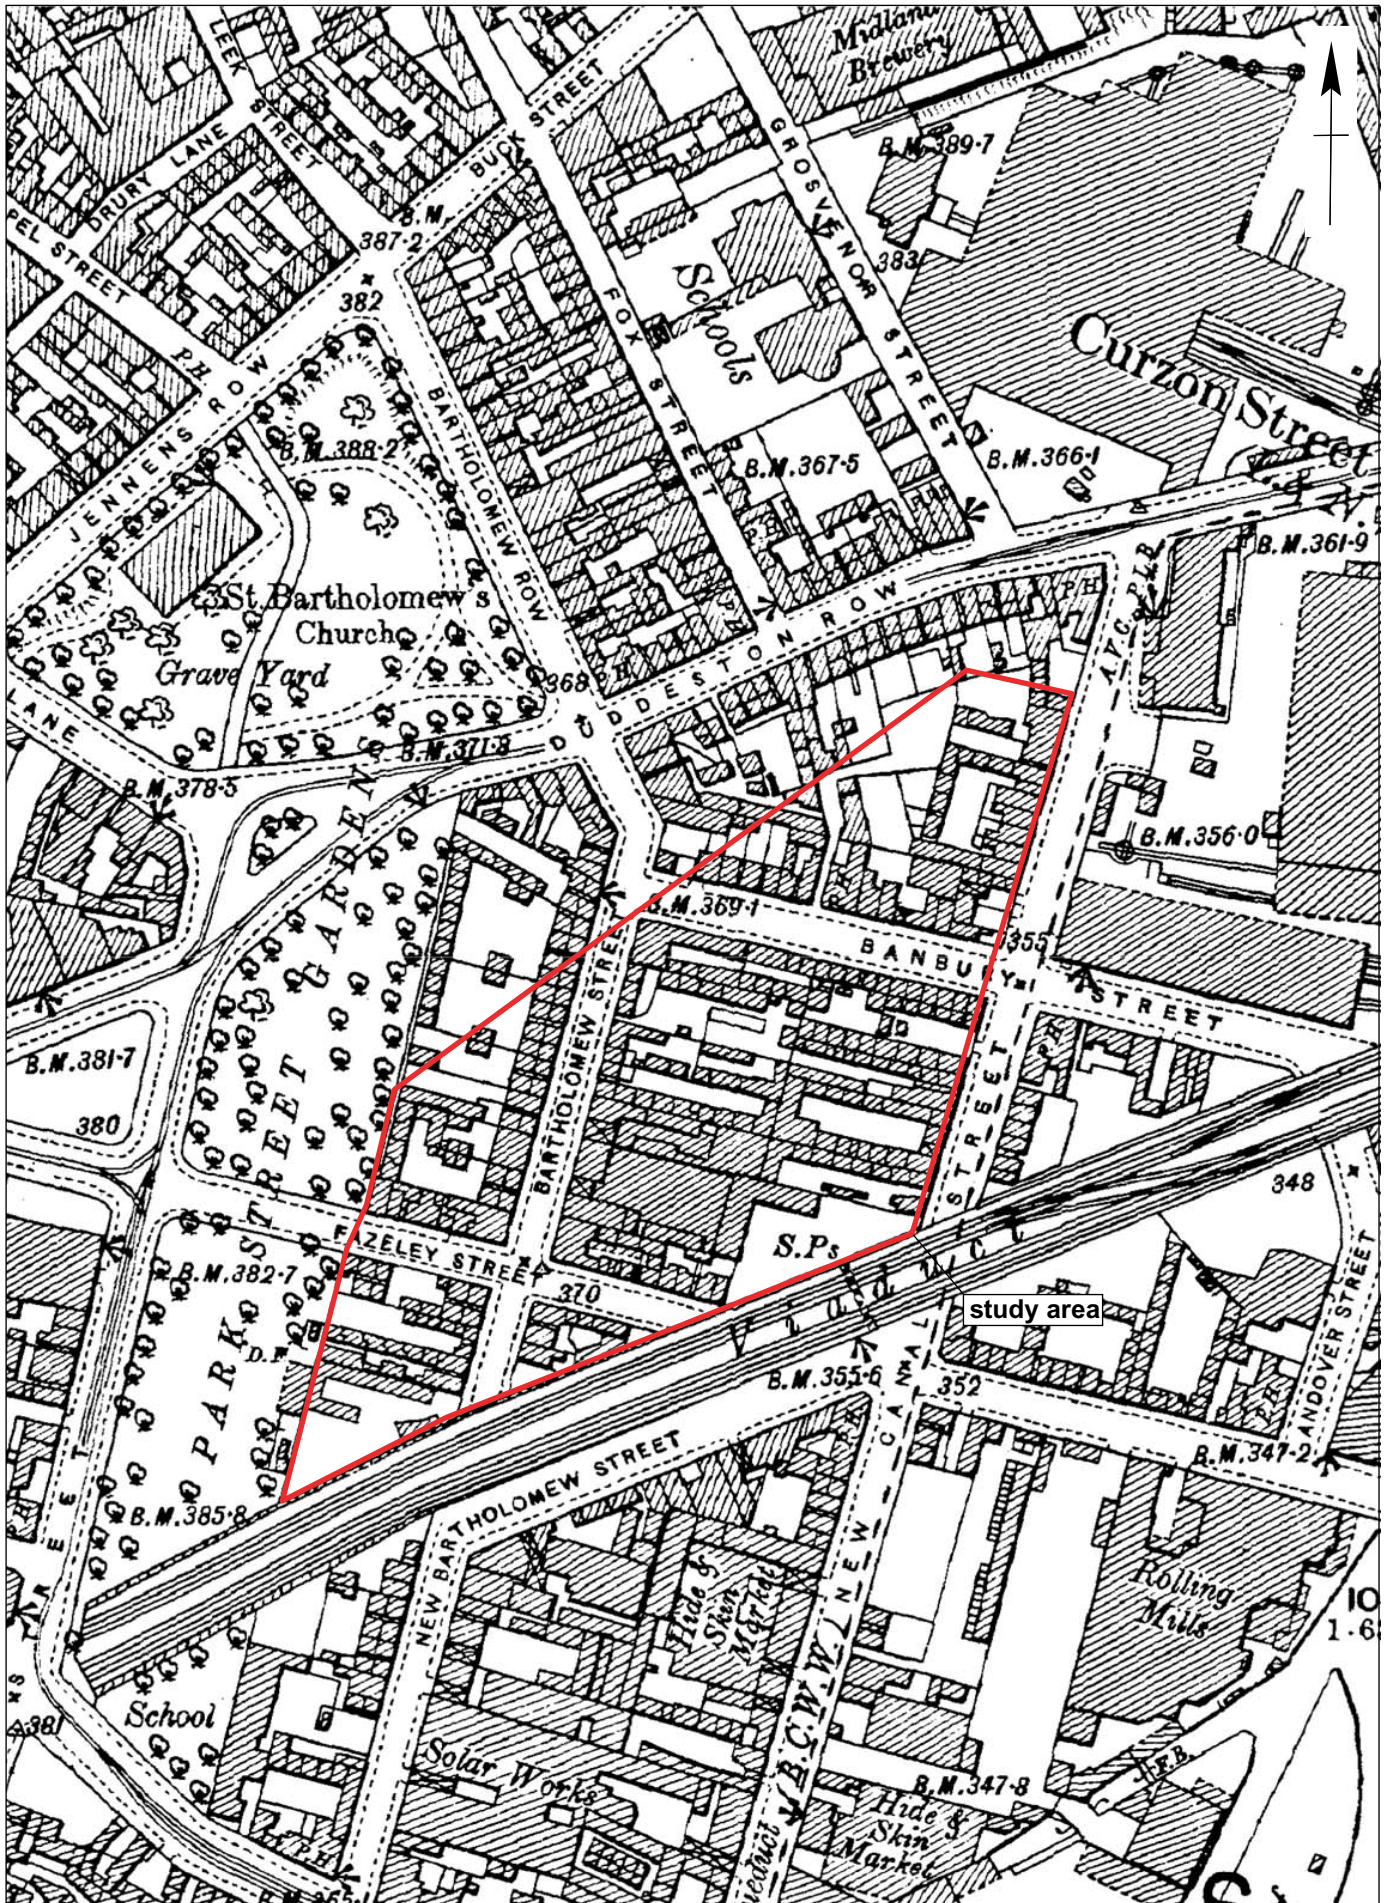 LEEK
STREET
DRURY LANE
PEL STREET
P.H.
BUCK STREET
B.M.
387·2
382
JENNENS ROW
B.M.388·2
BARTHOLOMEW ROW
St. Bartholomew's
Church
Grave Yard
Midland
Brewery
GROSVENOR STREET
B.M.389·7
383
FOX STREET
Schools
Curzon Street
B.M.367·5
B.M.366·1
B.M.361·9
P.H.
P.H.
P.H.
368
DUDDESTON ROW
LANE
B.M.371·8
B.M.378·5
B.M.356·0
B.M.369·1
BANBURY STREET
355
P.H.
BARTHOLOMEW STREET
PARK STREET GARDENS
B.M.381·7
380
FAZELEY STREET
370
B.M.382·7
S.Ps
Viaduct
348
study area
ANDOVER STREET
B.M.355·6
352
P.H.
P.H.
B.M.347·2
B.M.385·8
NEW BARTHOLOMEW STREET
NEW CANAL STREET
Hide &
Skin
Market
Rolling
Mills
10
School
381
Solar Works
B.M.347·8
Hide &
Skin
Market
F.B.
P.H.